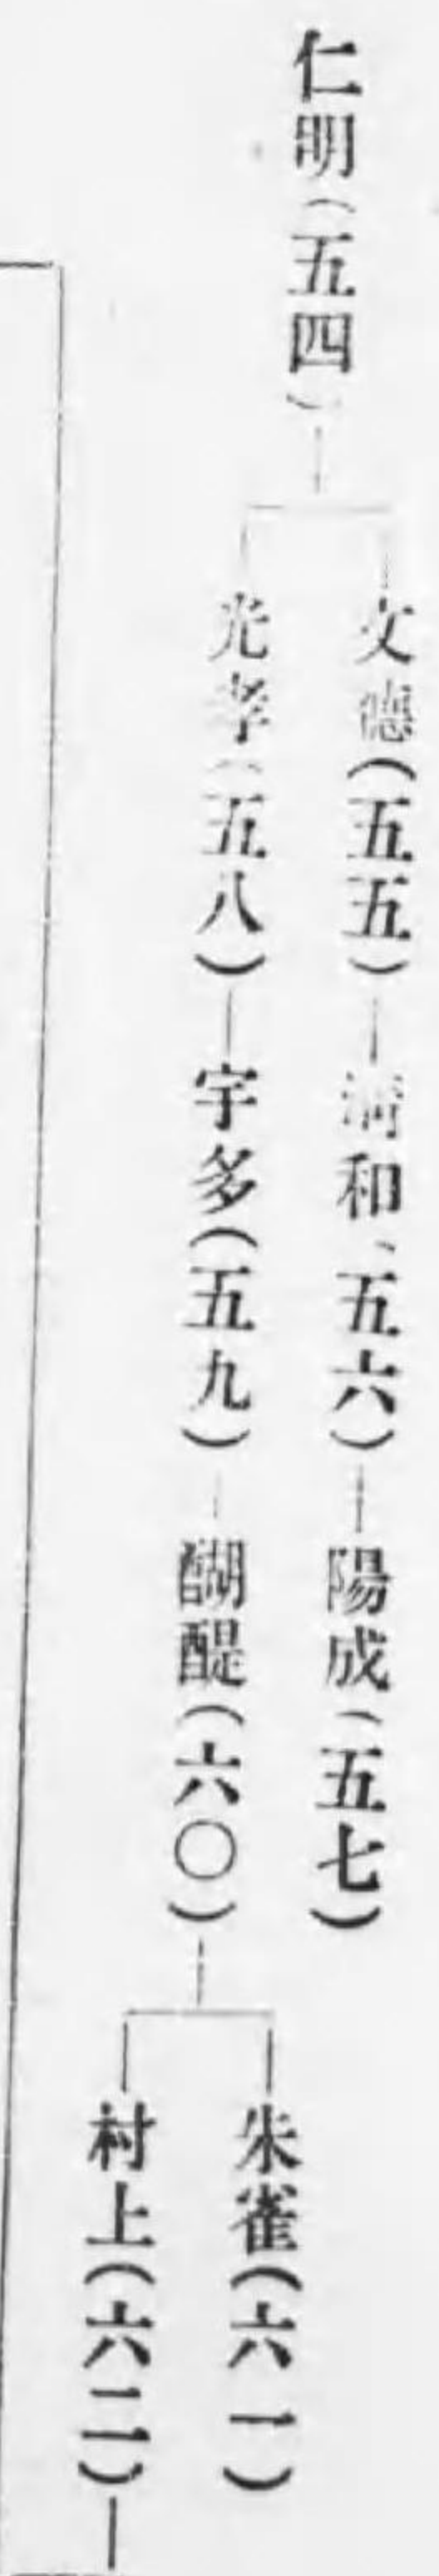 仁明(五四)
文德(五五)—清和(五六)—陽成(五七)
光孝(五八)—宇多(五九)—醐醍(六〇)
朱雀(六一)
村上(六二)—